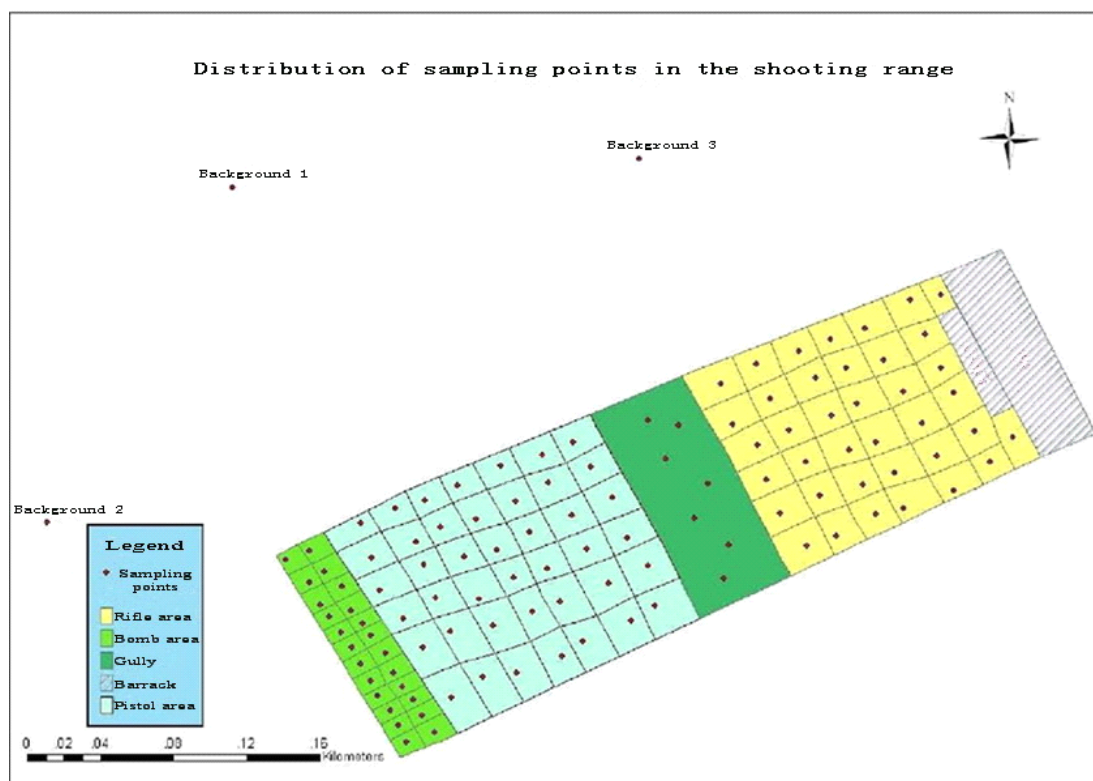 Distribution of sampling points in the shooting range
N
Background 3
Background 1
Background 2
Legend
Sampling
points
Rifle area
Bomb area
Gully
Barrack
Pistol area
0 .02 .04 .08 .12 .16
Kilometers